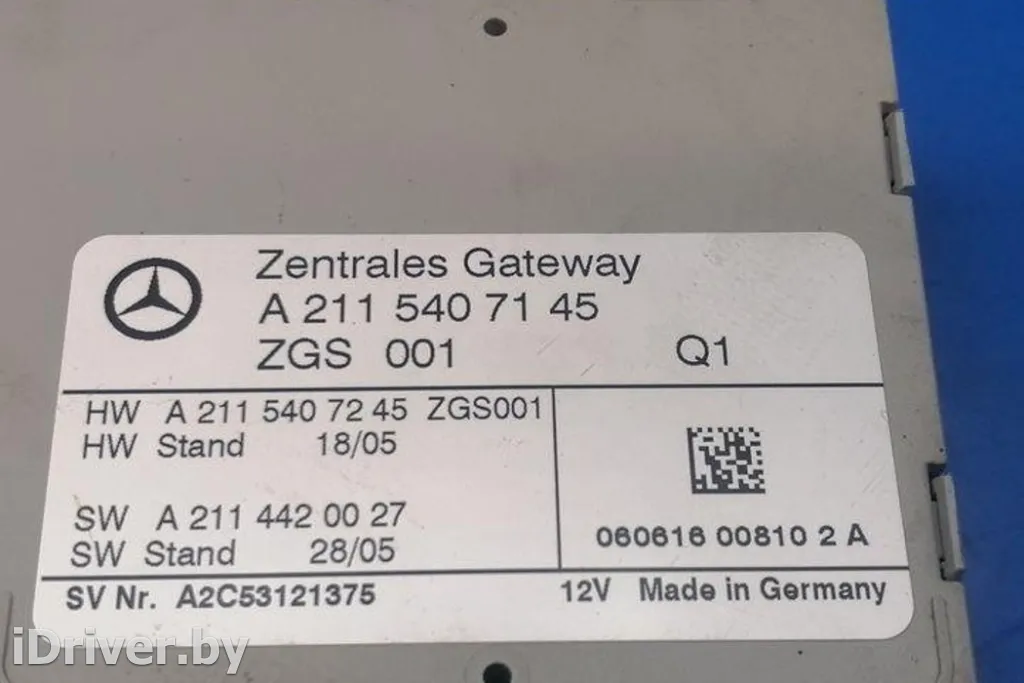 Zentrales Gateway
A 211 540 71 45
ZGS 001 Q1
HW A 211 540 72 45 ZGS001
HW Stand 18/05
SW A 211 442 00 27
SW Stand 28/05
060616 00810 2 A
SV Nr. A2C53121375 12V Made in Germany
iDriver.by